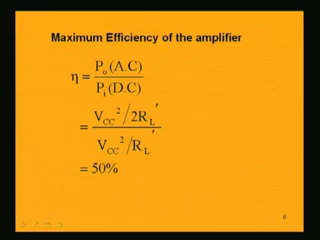 Maximum Efficiency of the amplifier
η = Po(A.C) / Pi(D.C)
= VCC²/2RL′ / VCC²/RL′
= 50%
6